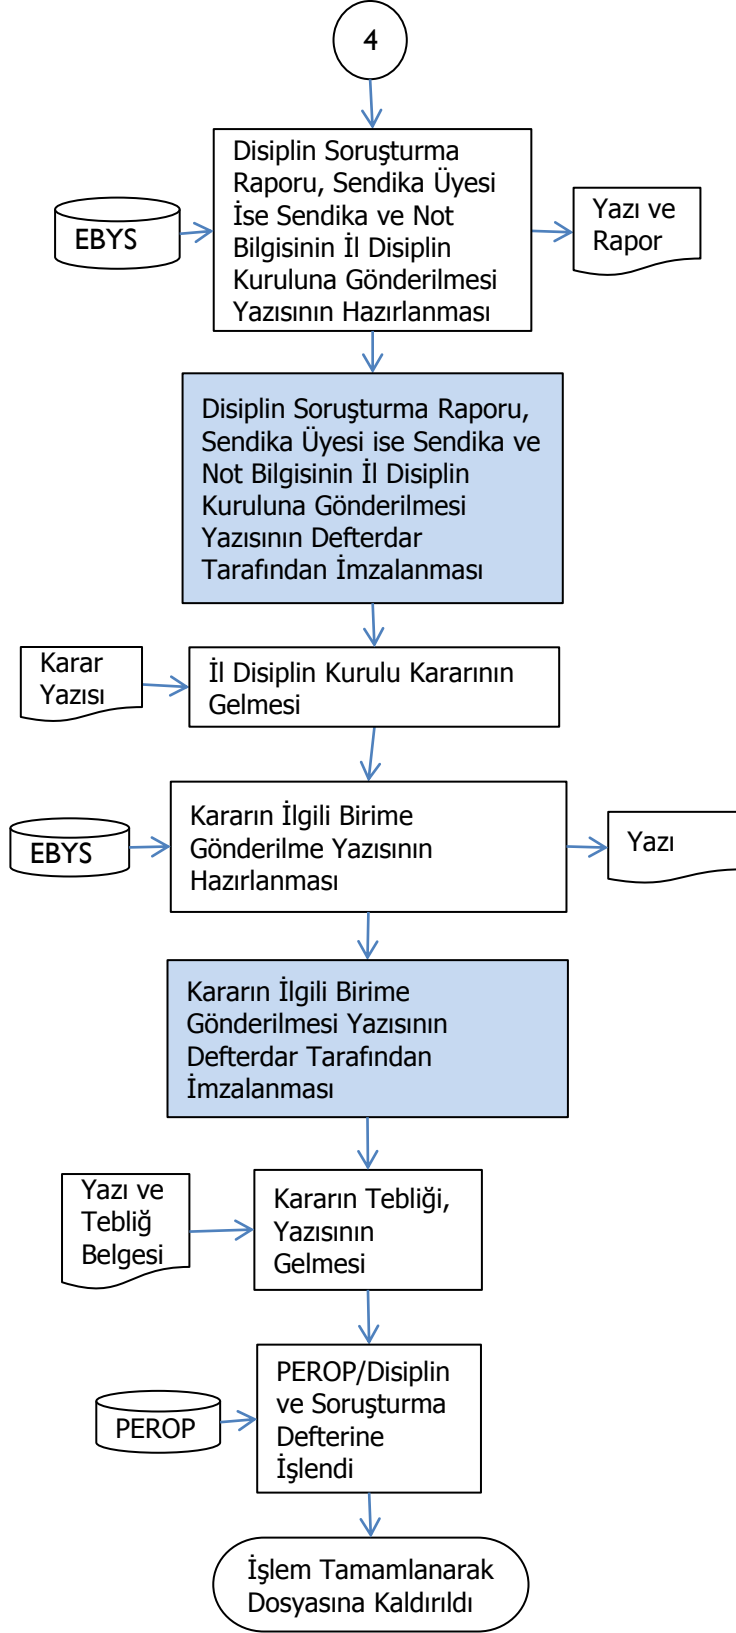 4
Disiplin Soruşturma
Raporu, Sendika Üyesi
İse Sendika ve Not
Bilgisinin İl Disiplin
Kuruluna Gönderilmesi
Yazısının Hazırlanması
EBYS
Yazı ve
Rapor
Disiplin Soruşturma Raporu,
Sendika Üyesi ise Sendika ve
Not Bilgisinin İl Disiplin
Kuruluna Gönderilmesi
Yazısının Defterdar
Tarafından İmzalanması
Karar
Yazısı
İl Disiplin Kurulu Kararının
Gelmesi
EBYS
Kararın İlgili Birime
Gönderilme Yazısının
Hazırlanması
Yazı
Kararın İlgili Birime
Gönderilmesi Yazısının
Defterdar Tarafından
İmzalanması
Yazı ve
Tebliğ
Belgesi
Kararın Tebliği,
Yazısının
Gelmesi
PEROP
PEROP/Disiplin
ve Soruşturma
Defterine
İşlendi
İşlem Tamamlanarak
Dosyasına Kaldırıldı